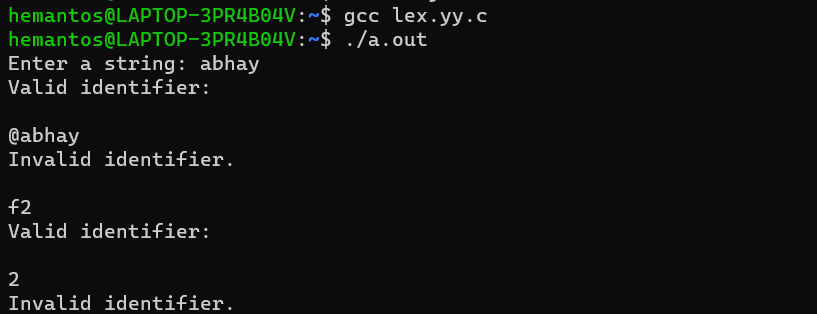 hemantos@LAPTOP-3PR4B04V:~$ gcc lex.yy.c
hemantos@LAPTOP-3PR4B04V:~$ ./a.out
Enter a string: abhay
Valid identifier:
@abhay
Invalid identifier.
f2
Valid identifier:
2
Invalid identifier.